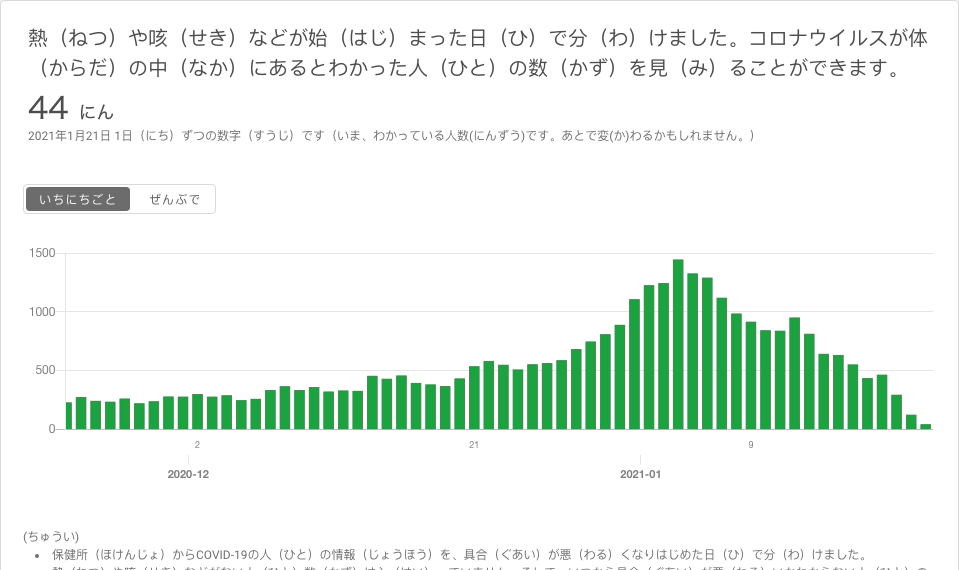 熱（ねつ）や咳（せき）などが始（はじ）まった日（ひ）で分（わ）けました。コロナウイルスが体
（からだ）の中（なか）にあるとわかった人（ひと）の数（かず）を見（み）ることができます。
44 にん
2021年1月21日 1日（にち）ずつの数字（すうじ）です（いま、わかっている人数(にんずう)です。あとで変(か)わるかもしれません。）
いちにちごと ぜんぶで
1500
1000
500
0
2 21 9
2020-12 2021-01
(ちゅうい)
• 保健所（ほけんじょ）からCOVID-19の人（ひと）の情報（じょうほう）を、具合（ぐあい）が悪（わる）くなりはじめた日（ひ）で分（わ）けました。